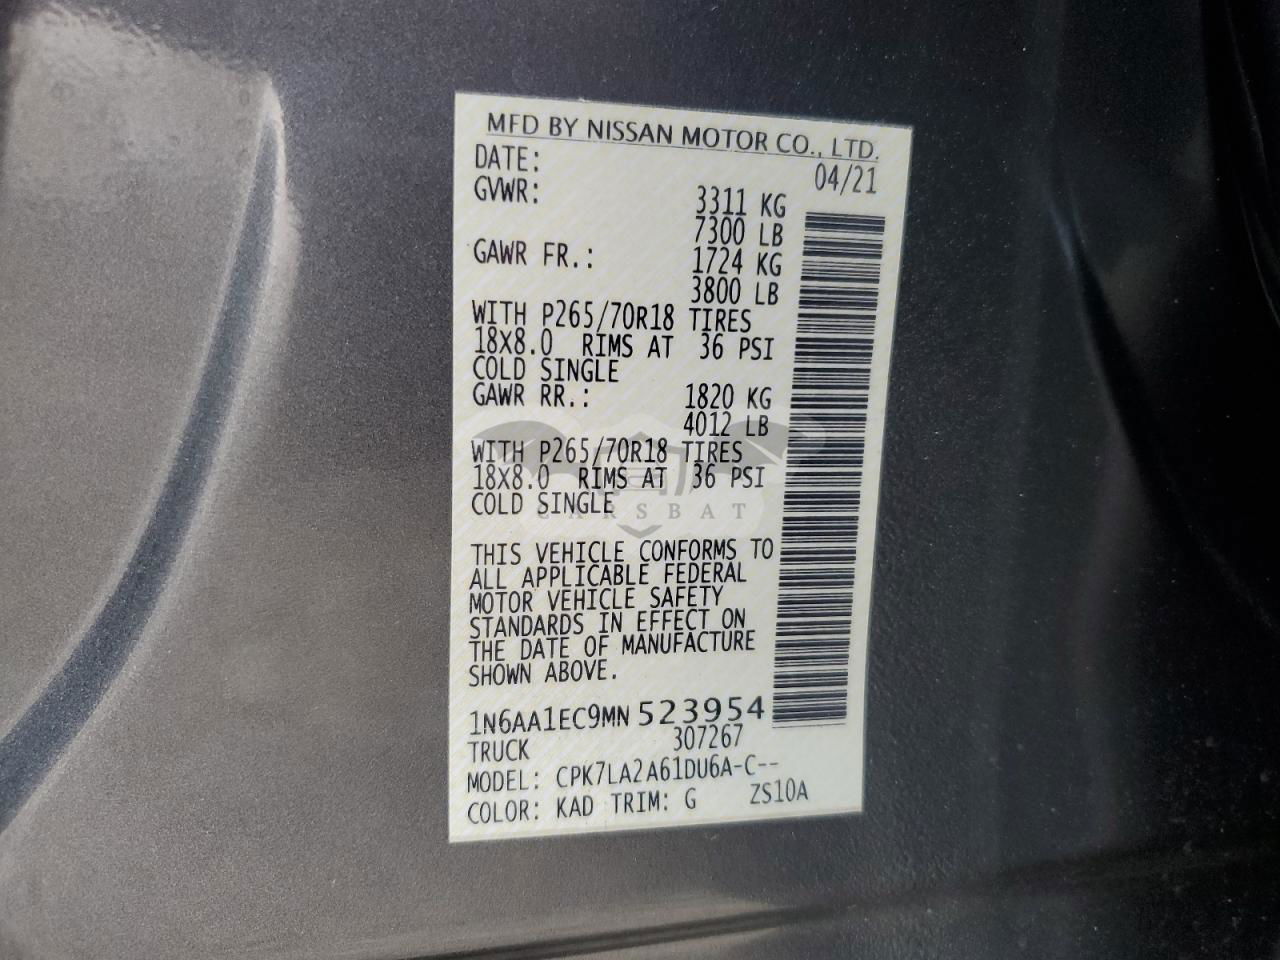 MFD BY NISSAN MOTOR CO., LTD.
DATE: 04/21
GVWR: 3311 KG
7300 LB
GAWR FR.: 1724 KG
3800 LB
WITH P265/70R18 TIRES
18X8.0 RIMS AT 36 PSI
COLD SINGLE
GAWR RR.: 1820 KG
4012 LB
WITH P265/70R18 TIRES
18X8.0 RIMS AT 36 PSI
COLD SINGLE
CARSBAT
THIS VEHICLE CONFORMS TO
ALL APPLICABLE FEDERAL
MOTOR VEHICLE SAFETY
STANDARDS IN EFFECT ON
THE DATE OF MANUFACTURE
SHOWN ABOVE.
1N6AA1EC9MN523954
TRUCK 307267
MODEL: CPK7LA2A61DU6A-C--
COLOR: KAD TRIM: G ZS10A